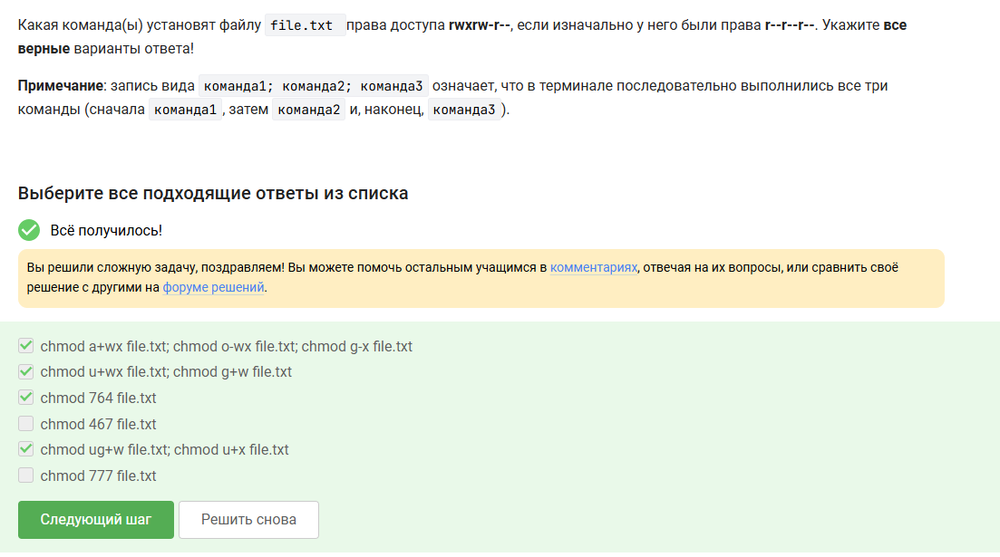 Какая команда(ы) установят файлу file.txt права доступа rwxrw-r--, если изначально у него были права r--r--r--. Укажите все
верные варианты ответа!
Примечание: запись вида команда1; команда2; команда3 означает, что в терминале последовательно выполнились все три
команды (сначала команда1, затем команда2 и, наконец, команда3).
Выберите все подходящие ответы из списка
Всё получилось!
Вы решили сложную задачу, поздравляем! Вы можете помочь остальным учащимся в комментариях, отвечая на их вопросы, или сравнить своё
решение с другими на форуме решений.
chmod a+wx file.txt; chmod o-wx file.txt; chmod g-x file.txt
chmod u+wx file.txt; chmod g+w file.txt
chmod 764 file.txt
chmod 467 file.txt
chmod ug+w file.txt; chmod u+x file.txt
chmod 777 file.txt
Следующий шаг Решить снова